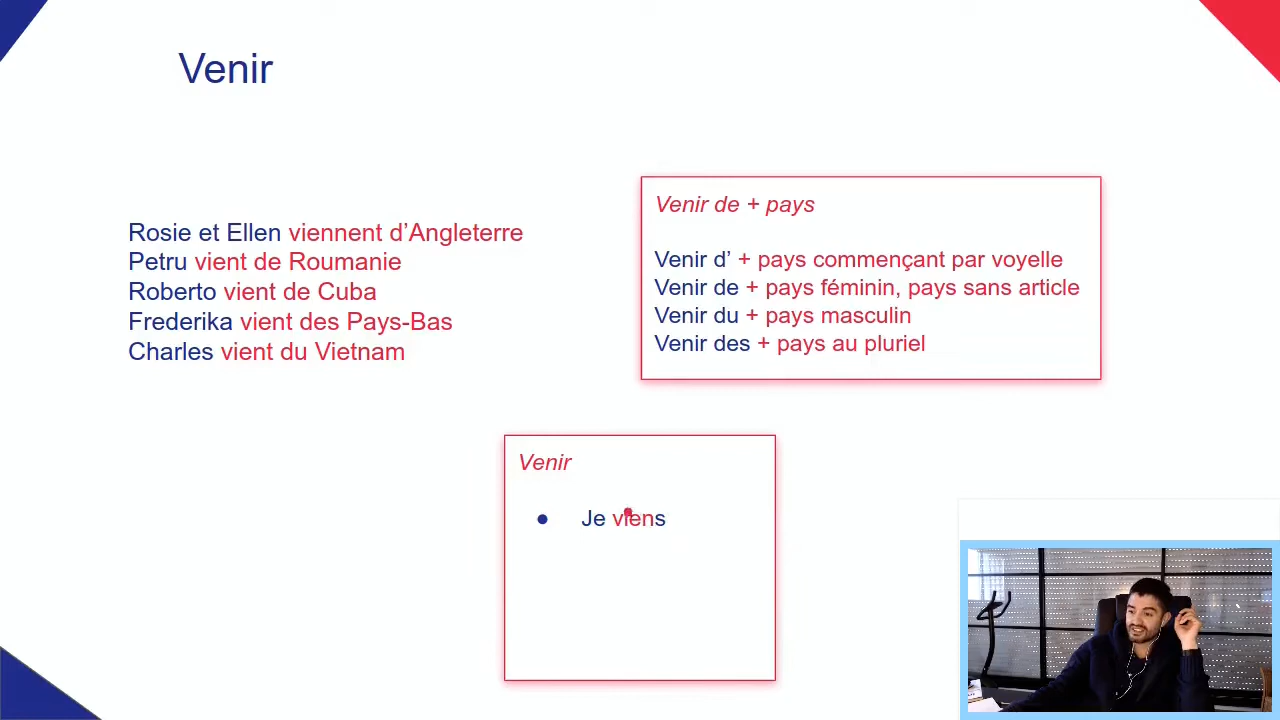 Venir
Rosie et Ellen viennent d’Angleterre
Petru vient de Roumanie
Roberto vient de Cuba
Frederika vient des Pays-Bas
Charles vient du Vietnam
Venir de + pays
Venir d’ + pays commençant par voyelle
Venir de + pays féminin, pays sans article
Venir du + pays masculin
Venir des + pays au pluriel
Venir
● Je viens